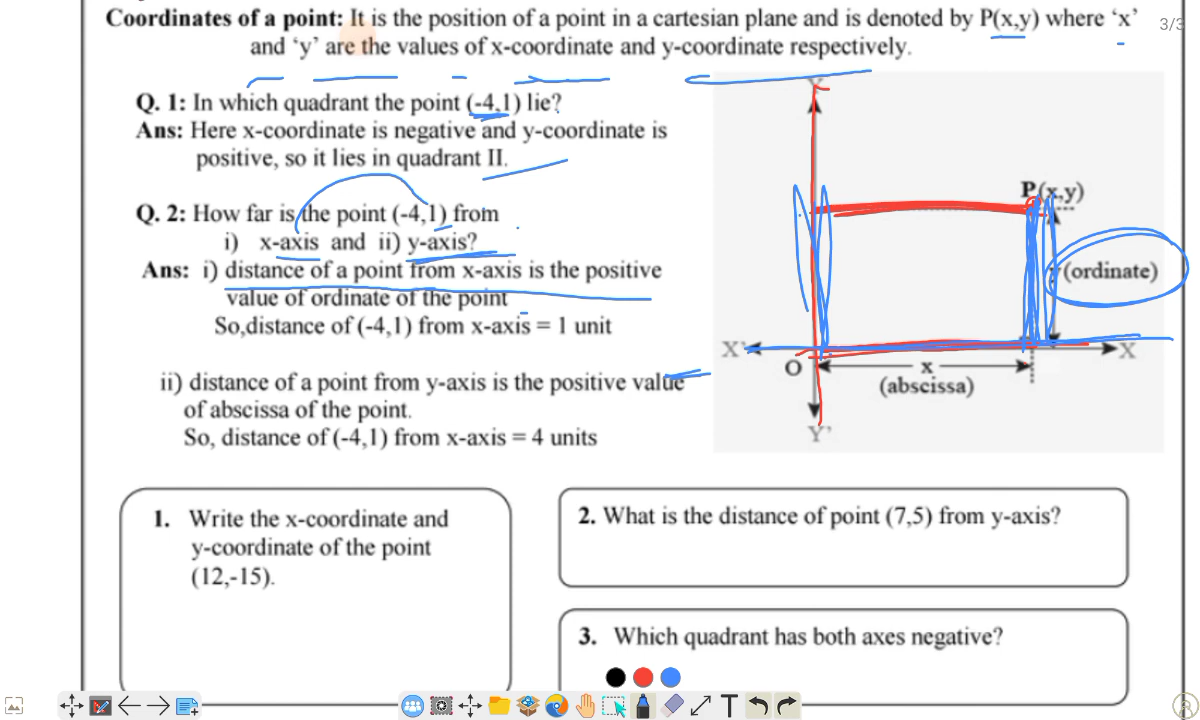 Coordinates of a point: It is the position of a point in a cartesian plane and is denoted by P(x,y) where ‘x’
3/3
and ‘y’ are the values of x-coordinate and y-coordinate respectively.
Q. 1: In which quadrant the point (-4,1) lie?
Ans: Here x-coordinate is negative and y-coordinate is
positive, so it lies in quadrant II.
Q. 2: How far is the point (-4,1) from
i) x-axis and ii) y-axis?
Ans: i) distance of a point from x-axis is the positive
value of ordinate of the point
So,distance of (-4,1) from x-axis = 1 unit
ii) distance of a point from y-axis is the positive value
of abscissa of the point.
So, distance of (-4,1) from x-axis = 4 units
P(x,y)
(ordinate)
X'
X
O
x
(abscissa)
Y'
1. Write the x-coordinate and
y-coordinate of the point
(12,-15).
2. What is the distance of point (7,5) from y-axis?
3. Which quadrant has both axes negative?
T